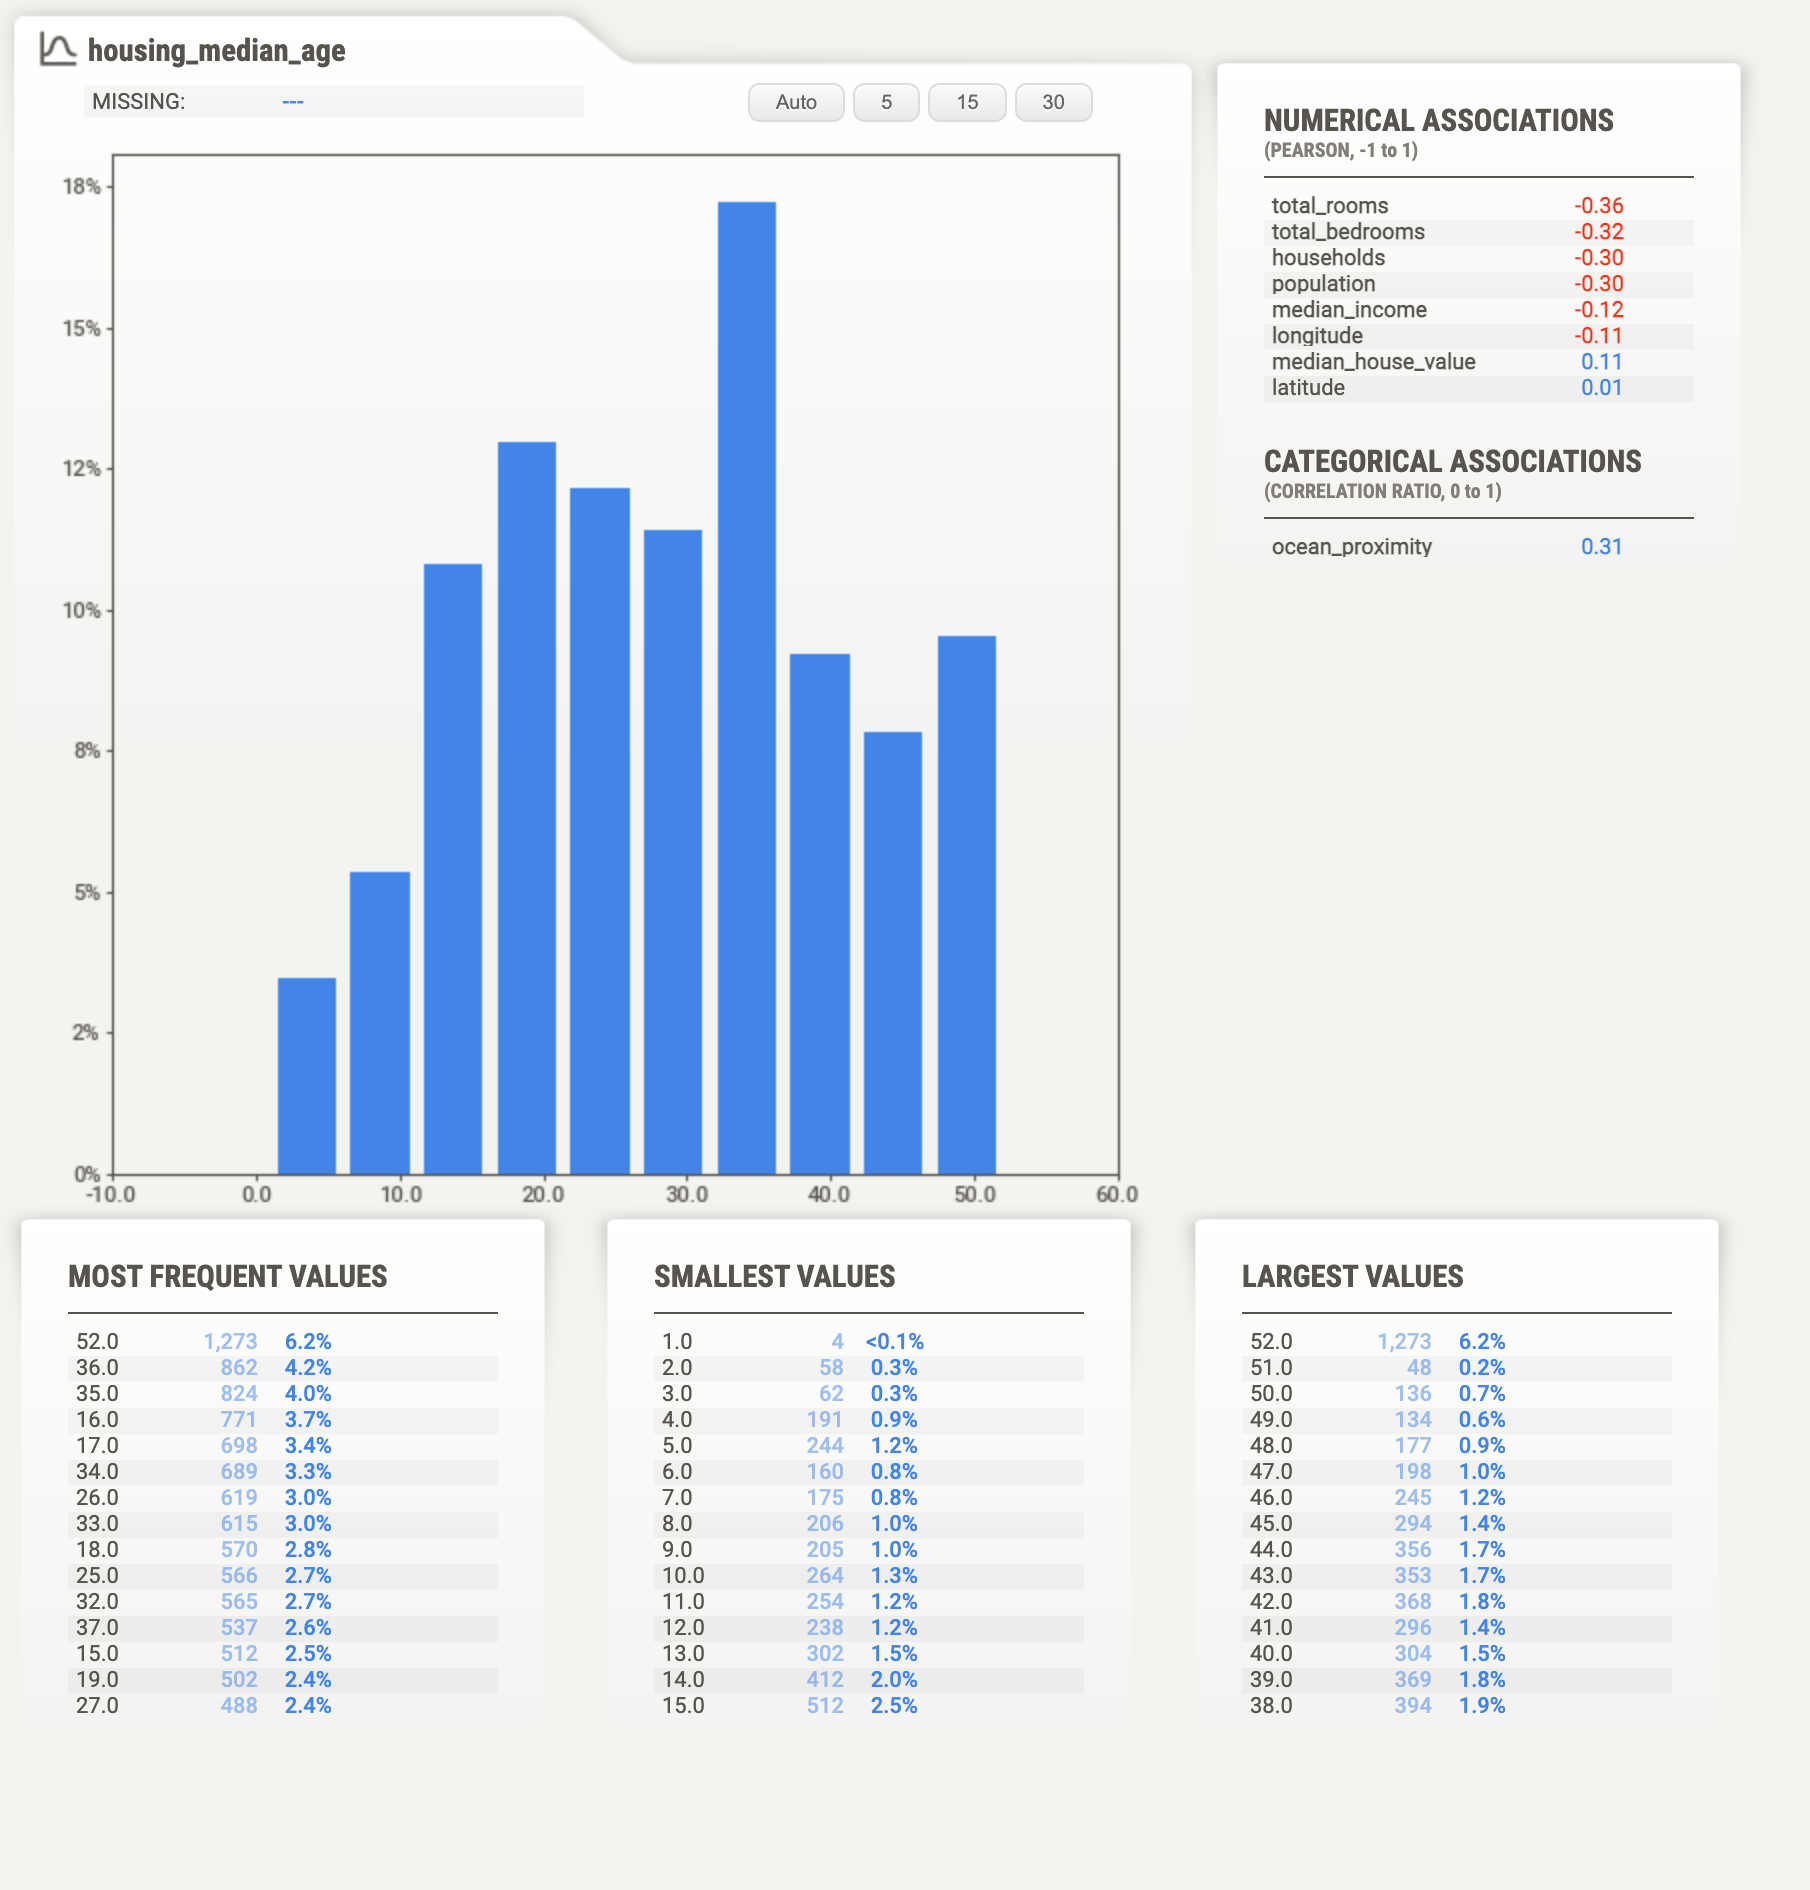 housing_median_age
MISSING: ---
Auto 5 15 30
18%
15%
12%
10%
8%
5%
2%
0%
-10.0 0.0 10.0 20.0 30.0 40.0 50.0 60.0
NUMERICAL ASSOCIATIONS
(PEARSON, -1 to 1)
total_rooms -0.36
total_bedrooms -0.32
households -0.30
population -0.30
median_income -0.12
longitude -0.11
median_house_value 0.11
latitude 0.01
CATEGORICAL ASSOCIATIONS
(CORRELATION RATIO, 0 to 1)
ocean_proximity 0.31
MOST FREQUENT VALUES
52.0 1,273 6.2%
36.0 862 4.2%
35.0 824 4.0%
16.0 771 3.7%
17.0 698 3.4%
34.0 689 3.3%
26.0 619 3.0%
33.0 615 3.0%
18.0 570 2.8%
25.0 566 2.7%
32.0 565 2.7%
37.0 537 2.6%
15.0 512 2.5%
19.0 502 2.4%
27.0 488 2.4%
SMALLEST VALUES
1.0 4 <0.1%
2.0 58 0.3%
3.0 62 0.3%
4.0 191 0.9%
5.0 244 1.2%
6.0 160 0.8%
7.0 175 0.8%
8.0 206 1.0%
9.0 205 1.0%
10.0 264 1.3%
11.0 254 1.2%
12.0 238 1.2%
13.0 302 1.5%
14.0 412 2.0%
15.0 512 2.5%
LARGEST VALUES
52.0 1,273 6.2%
51.0 48 0.2%
50.0 136 0.7%
49.0 134 0.6%
48.0 177 0.9%
47.0 198 1.0%
46.0 245 1.2%
45.0 294 1.4%
44.0 356 1.7%
43.0 353 1.7%
42.0 368 1.8%
41.0 296 1.4%
40.0 304 1.5%
39.0 369 1.8%
38.0 394 1.9%